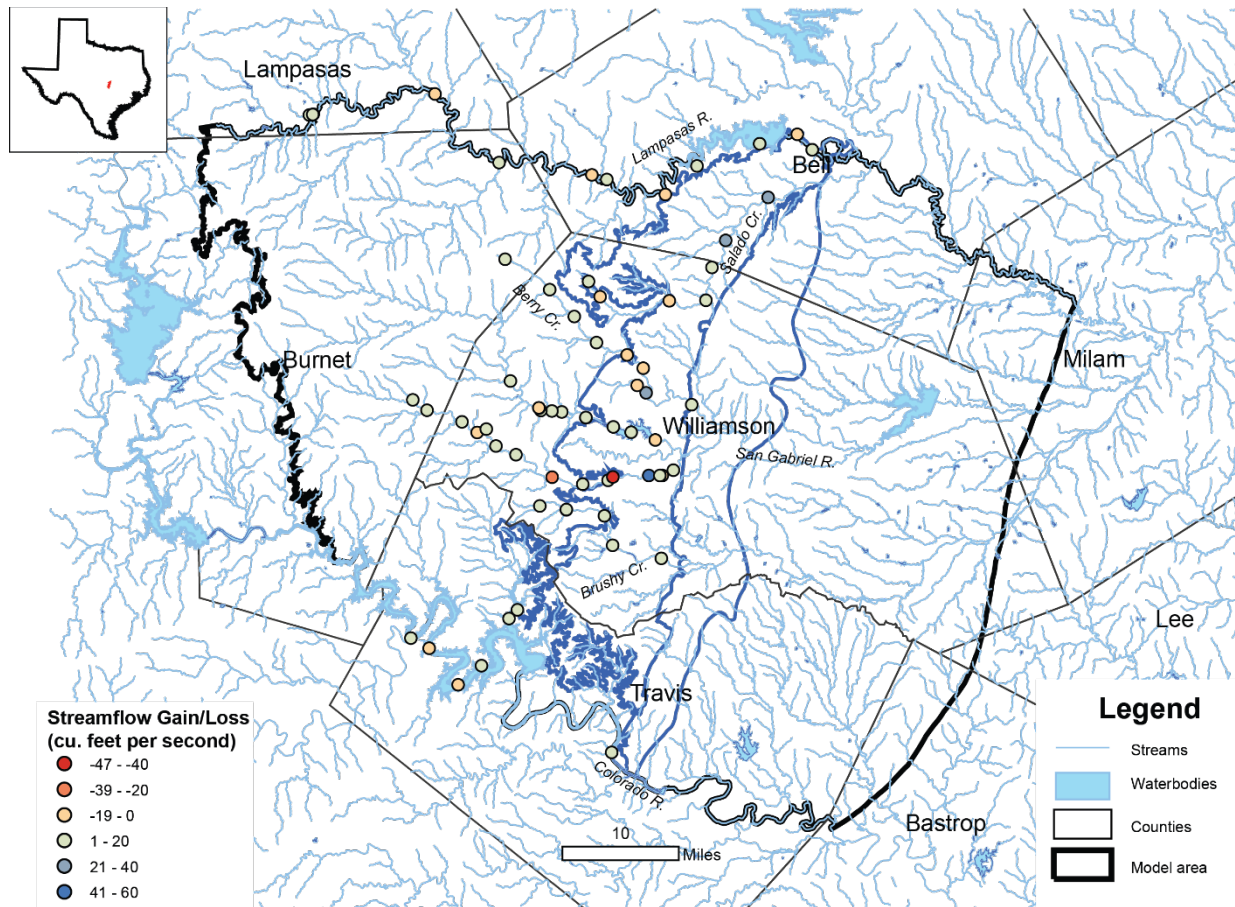 Lampasas
Lampasas R.
Bell
Salado Cr.
Berry Cr.
Burnet
Milam
Williamson
San Gabriel R.
Brushy Cr.
Lee
Travis
Colorado R.
Bastrop
10
Miles
Streamflow Gain/Loss
(cu. feet per second)
-47 - -40
-39 - -20
-19 - 0
1 - 20
21 - 40
41 - 60
Legend
Streams
Waterbodies
Counties
Model area